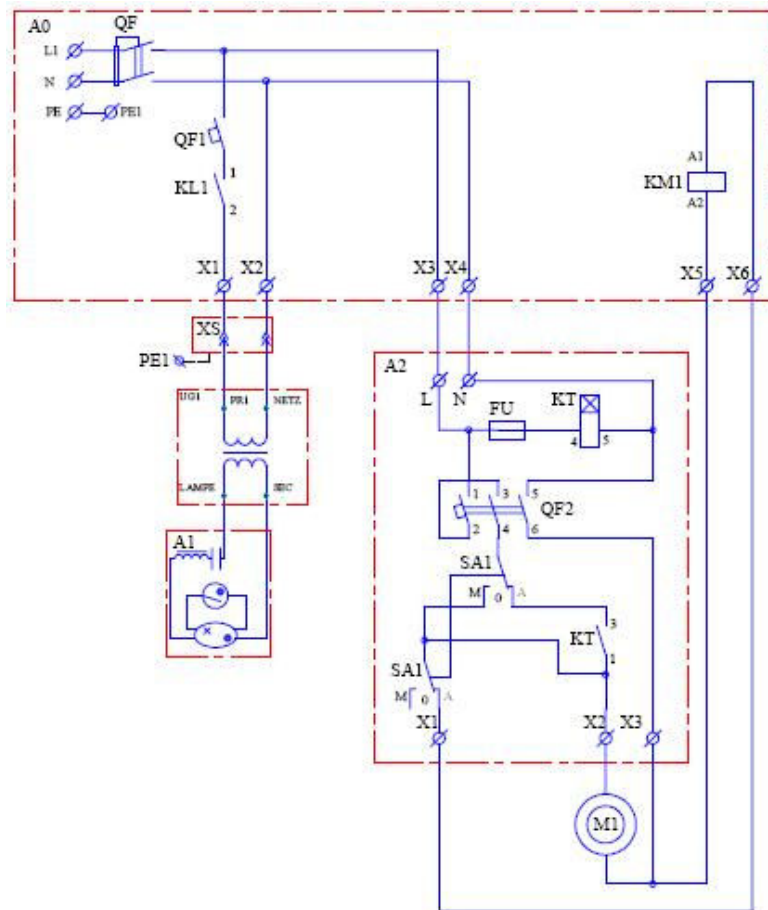 A0 QF
L1
N
PE PE1
QF1
1
KL1
2
A1
KM1
A2
X1 X2 X3 X4 X5 X6
XS
PE1
A2
L N FU KT
4 5
UG1 PR1 NETZ
LAMPE SEC
1 3 5
QF2
2 4 6
A1
SA1
M 0 A
3
KT
1
SA1
M 0 A
X1 X2 X3
M1